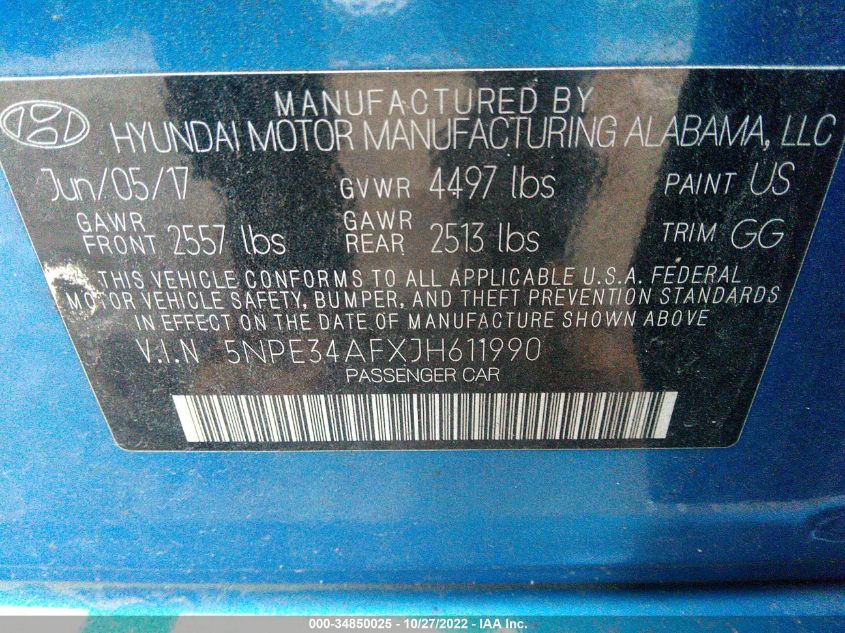 MANUFACTURED BY
HYUNDAI MOTOR MANUFACTURING ALABAMA, LLC
Jun/05/17 GVWR 4497 lbs PAINT US
GAWR FRONT 2557 lbs GAWR REAR 2513 lbs TRIM GG
THIS VEHICLE CONFORMS TO ALL APPLICABLE U.S.A. FEDERAL
MOTOR VEHICLE SAFETY, BUMPER, AND THEFT PREVENTION STANDARDS
IN EFFECT ON THE DATE OF MANUFACTURE SHOWN ABOVE
V.I.N 5NPE34AFXJH611990
PASSENGER CAR
000-34850025 - 10/27/2022 - IAA Inc.